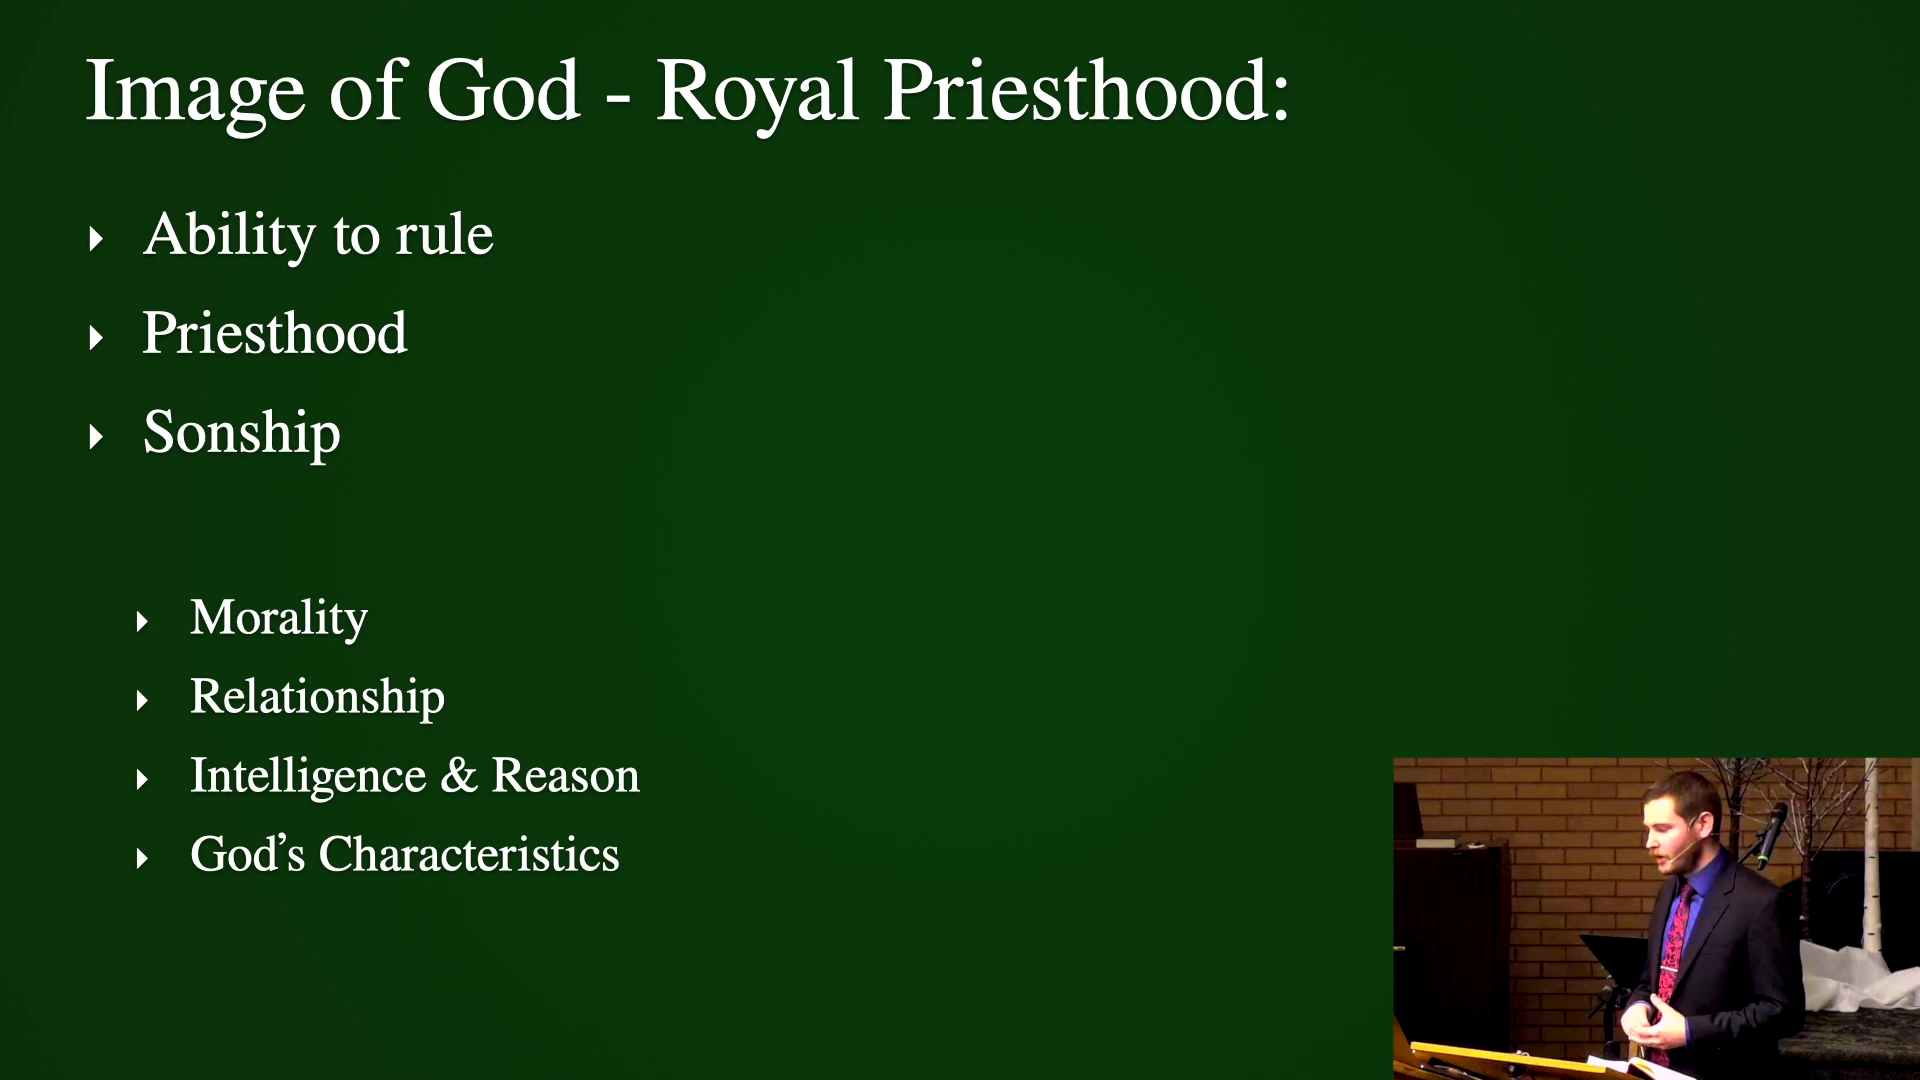 Image of God - Royal Priesthood:
Ability to rule
Priesthood
Sonship
Morality
Relationship
Intelligence & Reason
God’s Characteristics